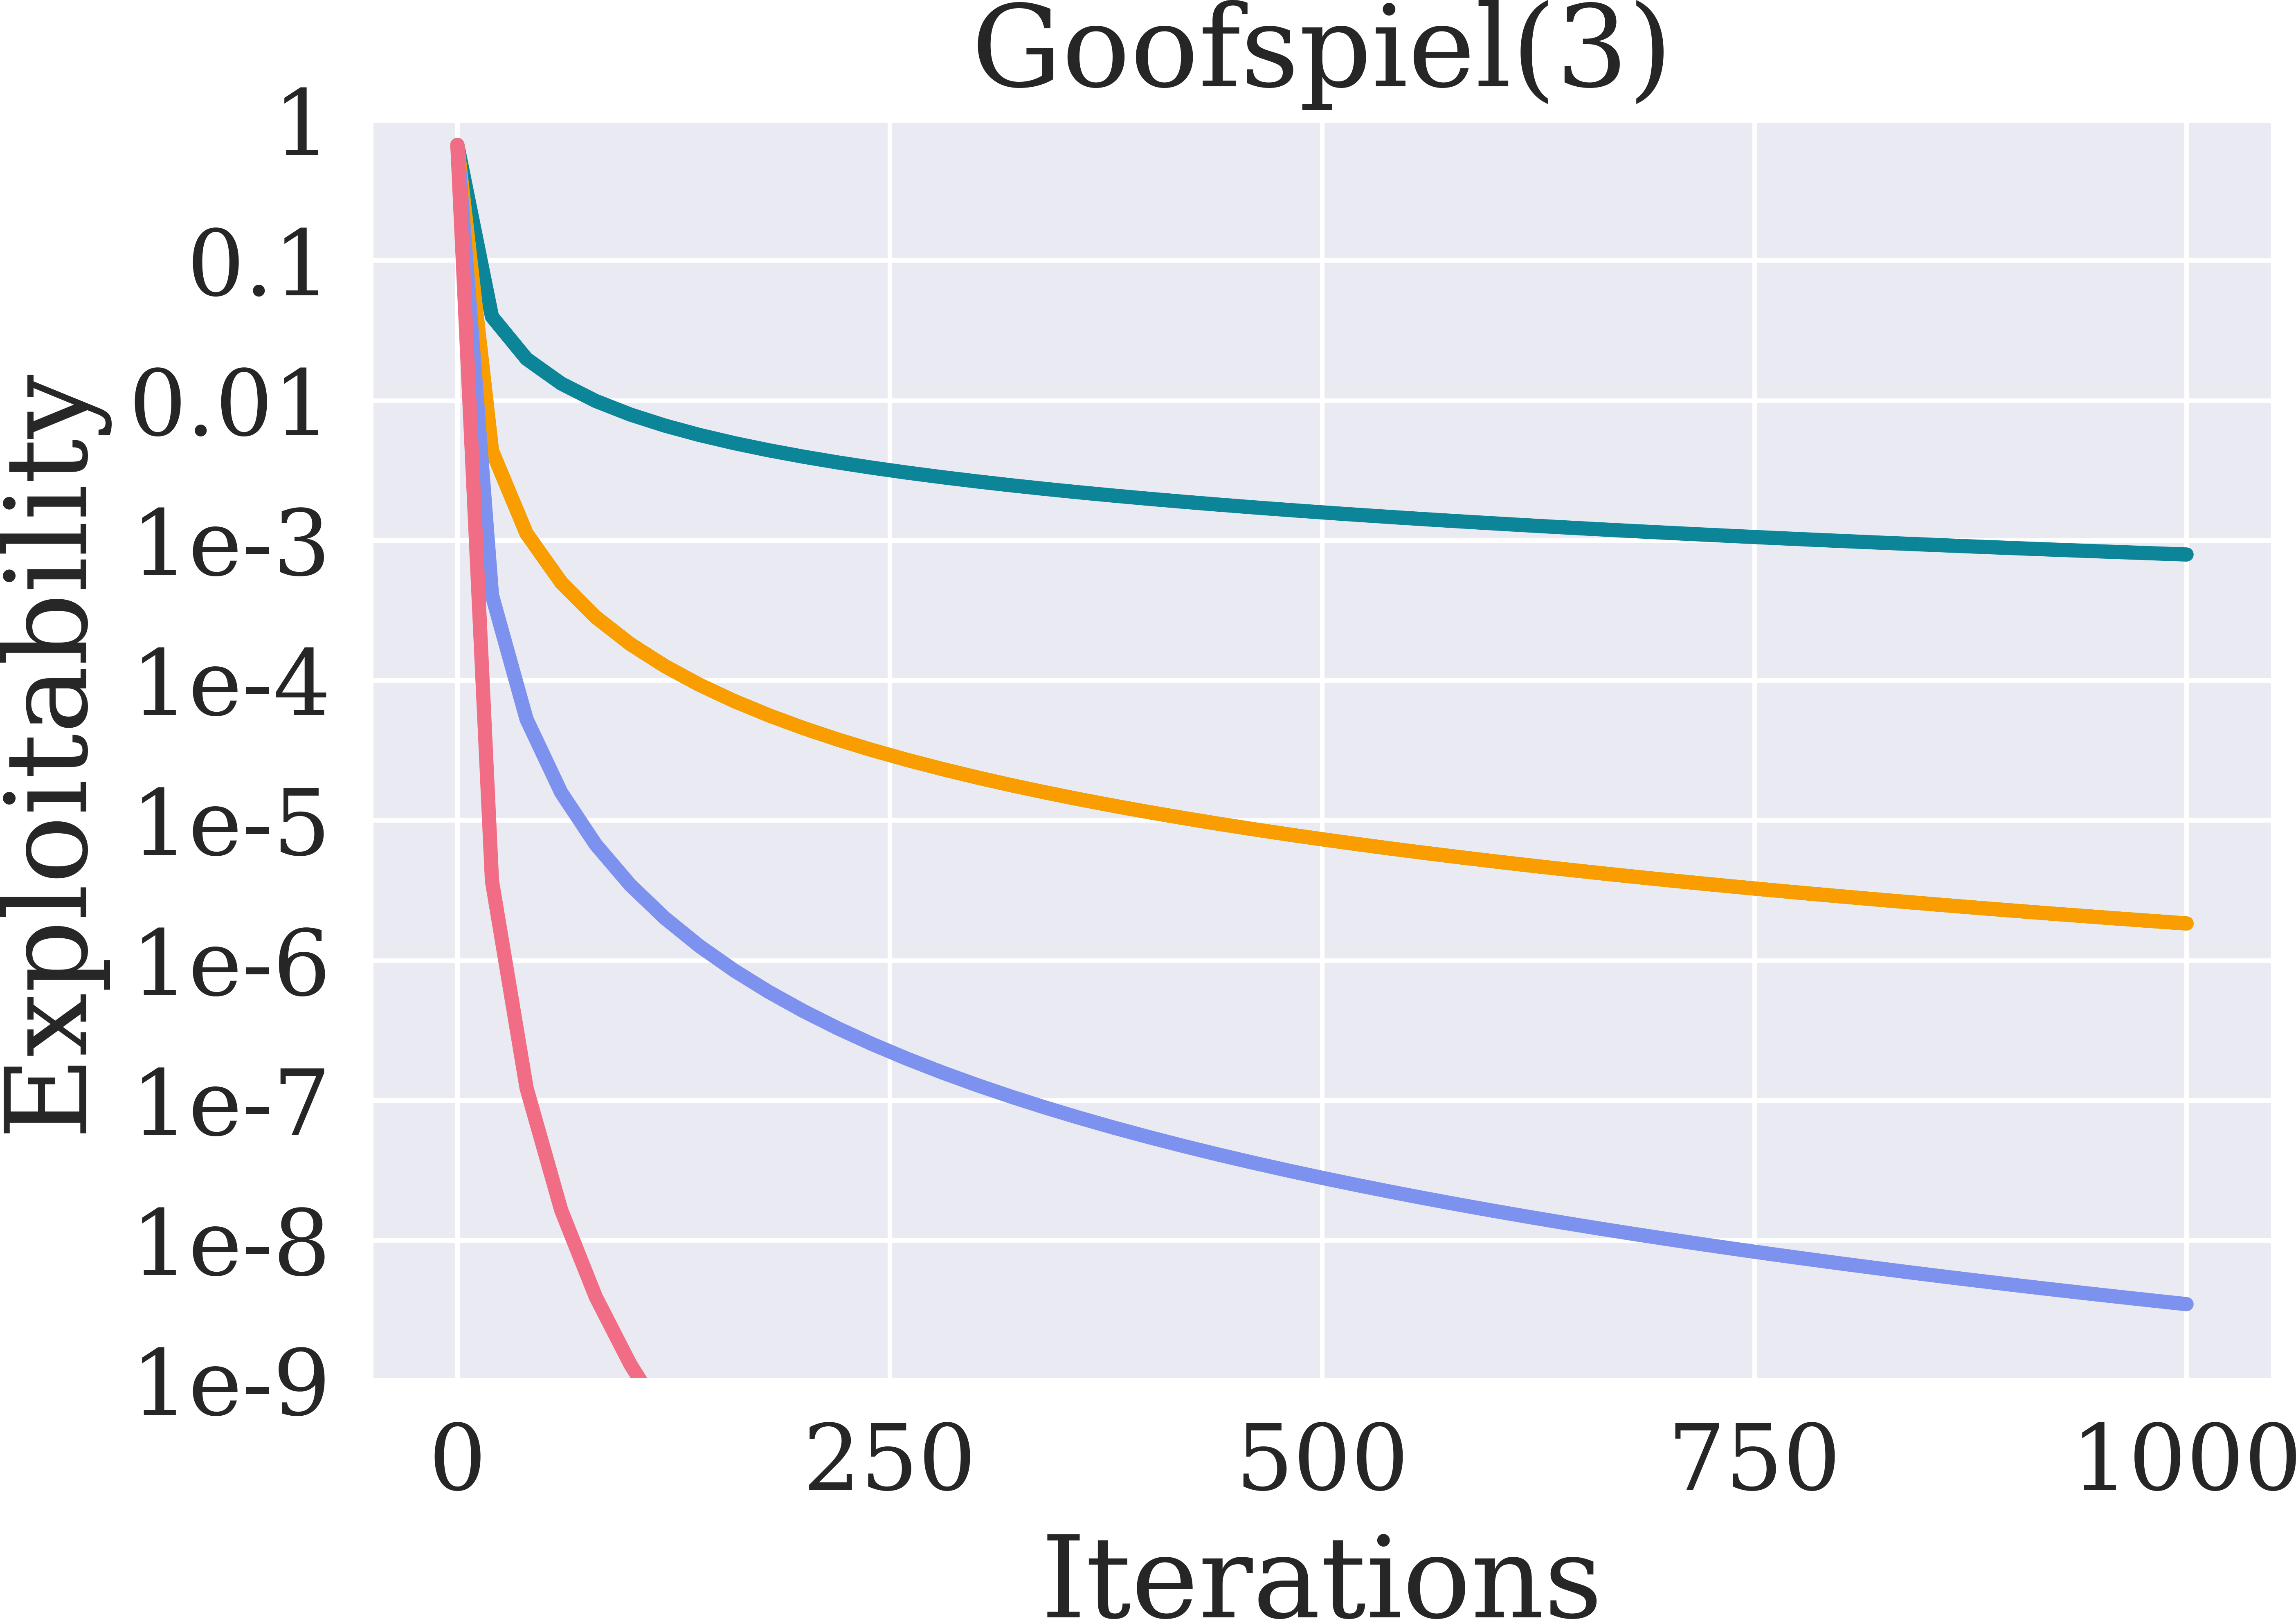 Goofspiel(3)
Exploitability
1
0.1
0.01
1e-3
1e-4
1e-5
1e-6
1e-7
1e-8
1e-9
0 250 500 750 1000
Iterations